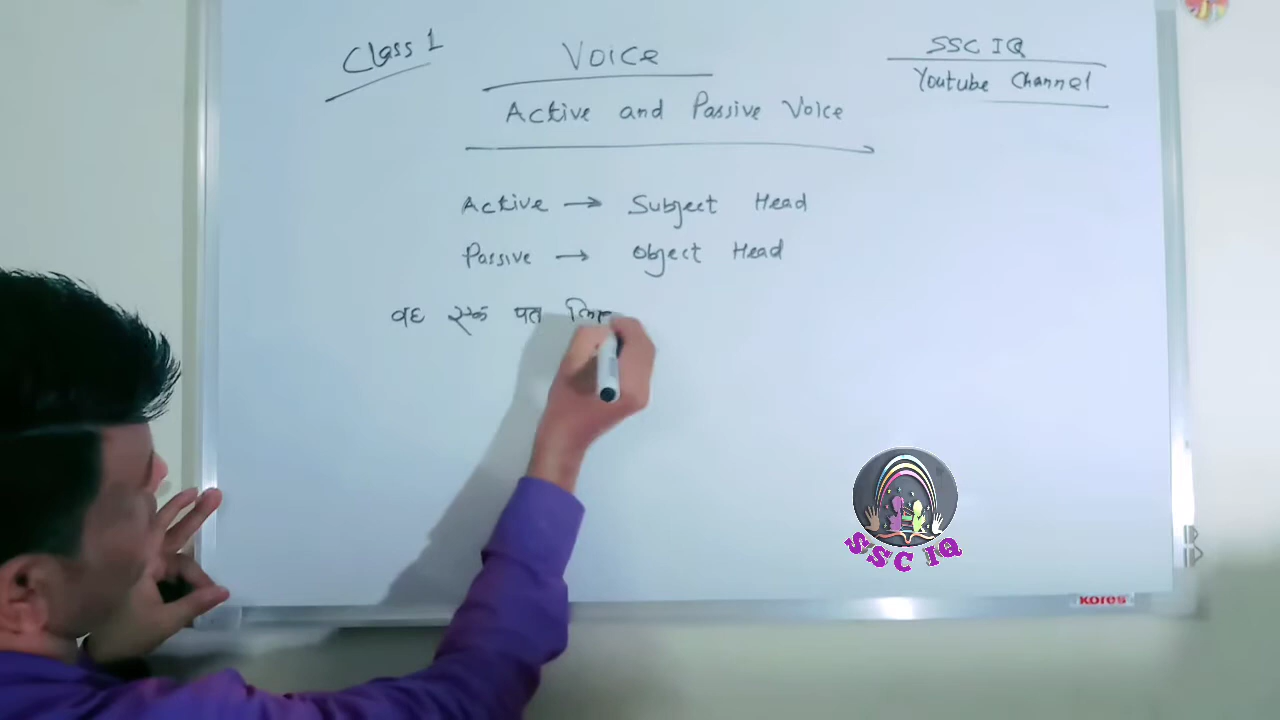 Class 1
Voice
SSC IQ
Youtube Channel
Active and Passive Voice
Active → Subject Head
Passive → Object Head
वह एक पत्र
SSC IQ
KORES